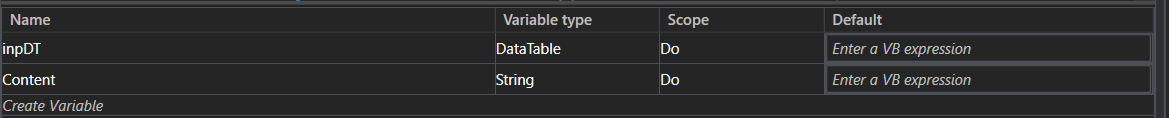 Name Variable type Scope Default
inpDT DataTable Do Enter a VB expression
Content String Do Enter a VB expression
Create Variable